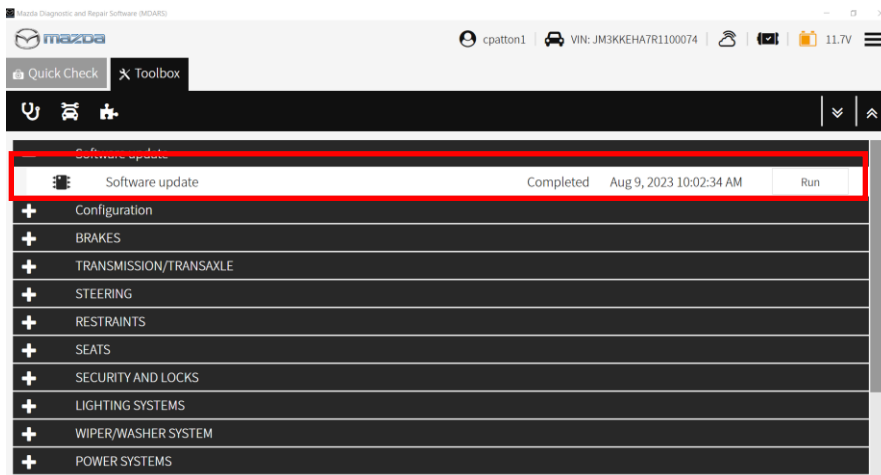 Mazda Diagnostic and Repair Software (MDARS)
mazda cpatton1 VIN: JM3KKEHA7R1100074 11.7V
Quick Check Toolbox
Software update
Software update Completed Aug 9, 2023 10:02:34 AM Run
Configuration
BRAKES
TRANSMISSION/TRANSAXLE
STEERING
RESTRAINTS
SEATS
SECURITY AND LOCKS
LIGHTING SYSTEMS
WIPER/WASHER SYSTEM
POWER SYSTEMS